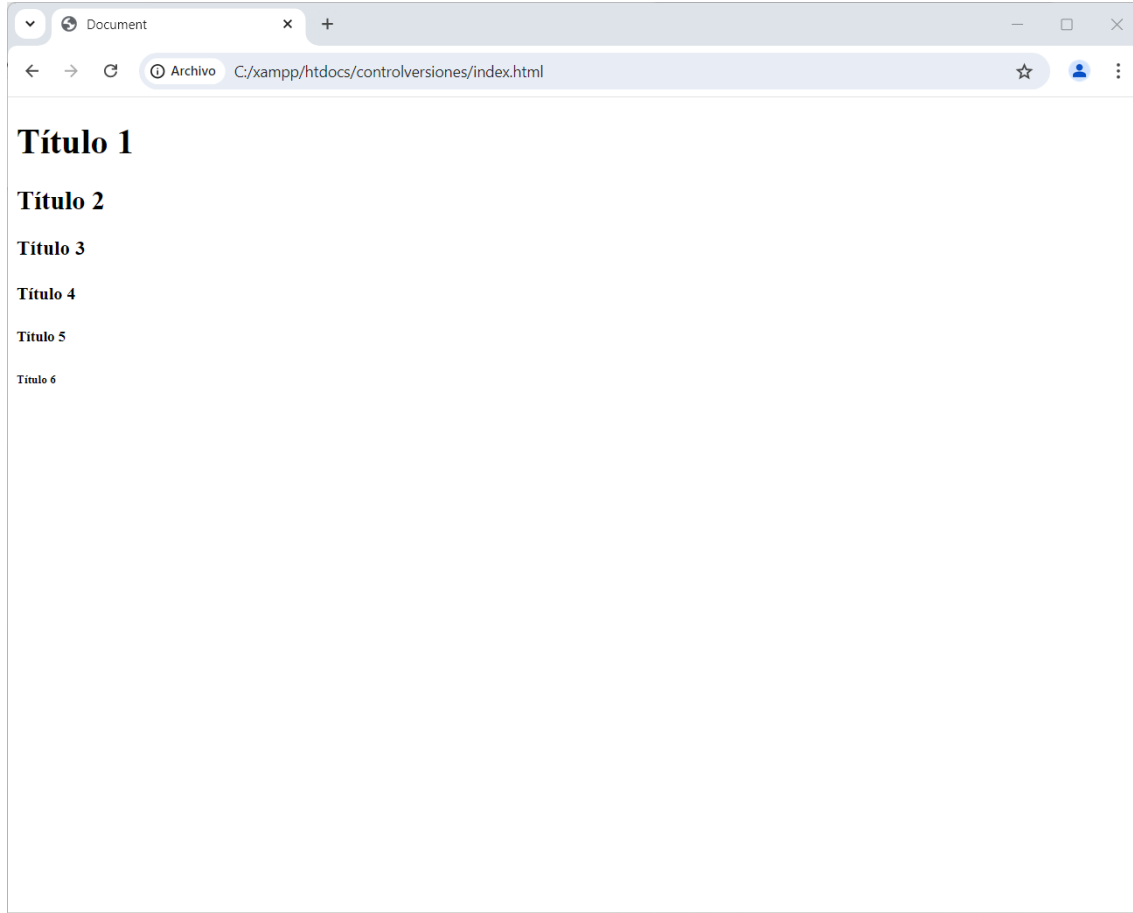 Document
Archivo C:/xampp/htdocs/controlversiones/index.html
Título 1
Título 2
Título 3
Título 4
Título 5
Título 6